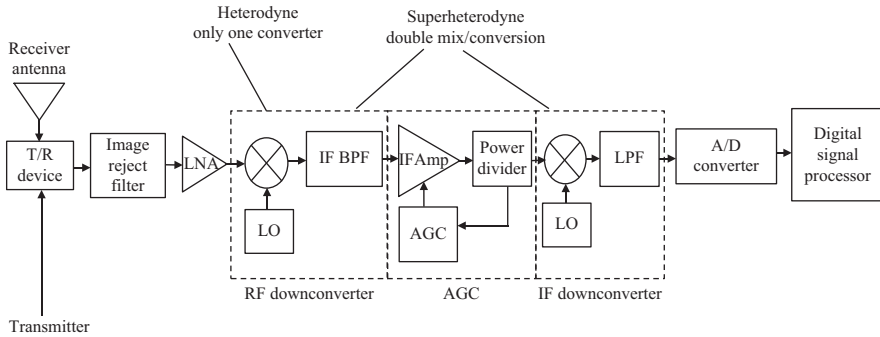 Heterodyne
only one converter
Superheterodyne
double mix/conversion
Receiver
antenna
T/R
device
Image
reject
filter
LNA
LO
IF BPF
IFAmp
Power
divider
AGC
LO
LPF
A/D
converter
Digital
signal
processor
RF downconverter
AGC
IF downconverter
Transmitter